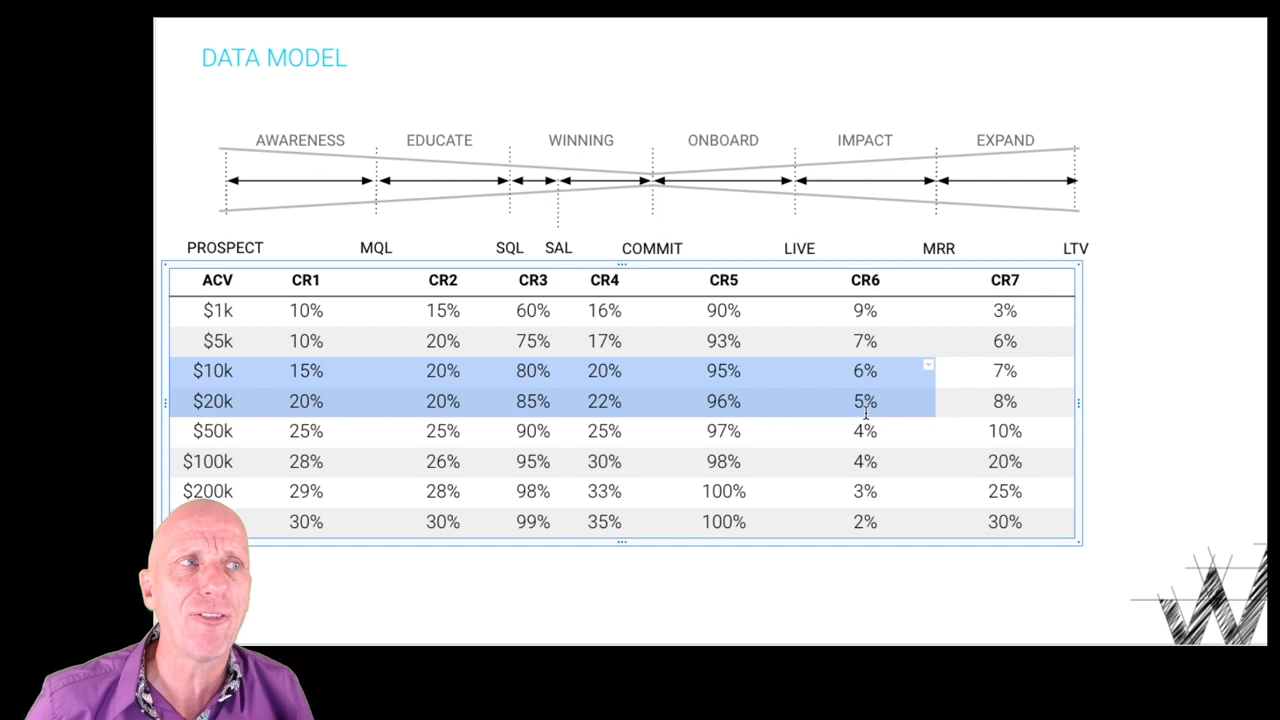 DATA MODEL
AWARENESS EDUCATE WINNING ONBOARD IMPACT EXPAND
PROSPECT MQL SQL SAL COMMIT LIVE MRR LTV
ACV CR1 CR2 CR3 CR4 CR5 CR6 CR7
$1k 10% 15% 60% 16% 90% 9% 3%
$5k 10% 20% 75% 17% 93% 7% 6%
$10k 15% 20% 80% 20% 95% 6% 7%
$20k 20% 20% 85% 22% 96% 5% 8%
$50k 25% 25% 90% 25% 97% 4% 10%
$100k 28% 26% 95% 30% 98% 4% 20%
$200k 29% 28% 98% 33% 100% 3% 25%
30% 30% 99% 35% 100% 2% 30%
W